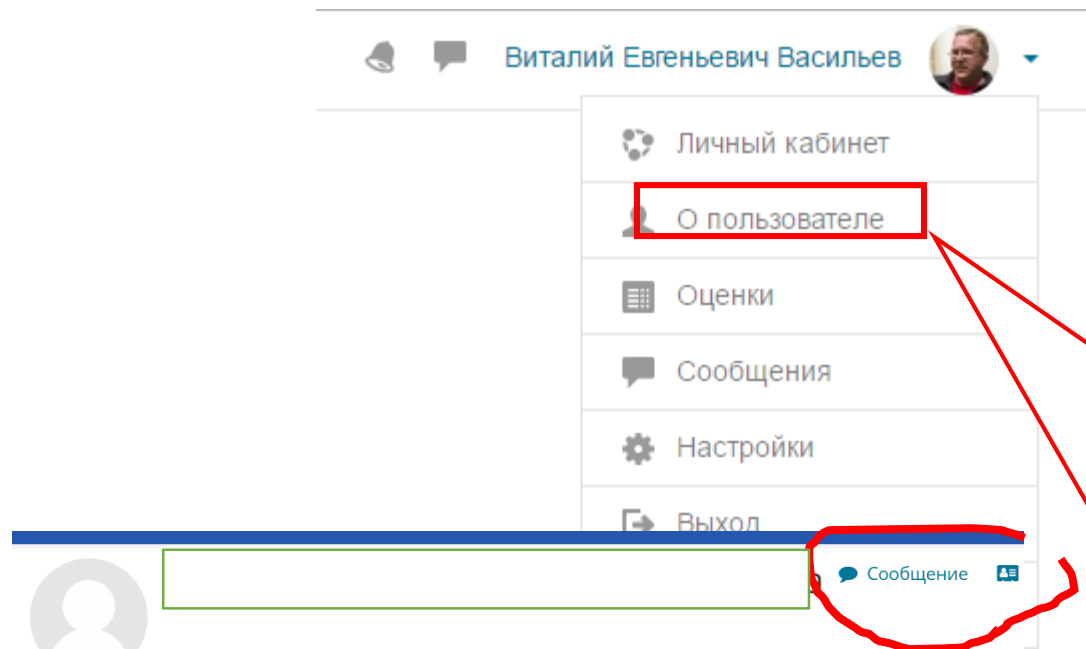 Виталий Евгеньевич Васильев
Личный кабинет
О пользователе
Оценки
Сообщения
Настройки
Выход
Сообщение